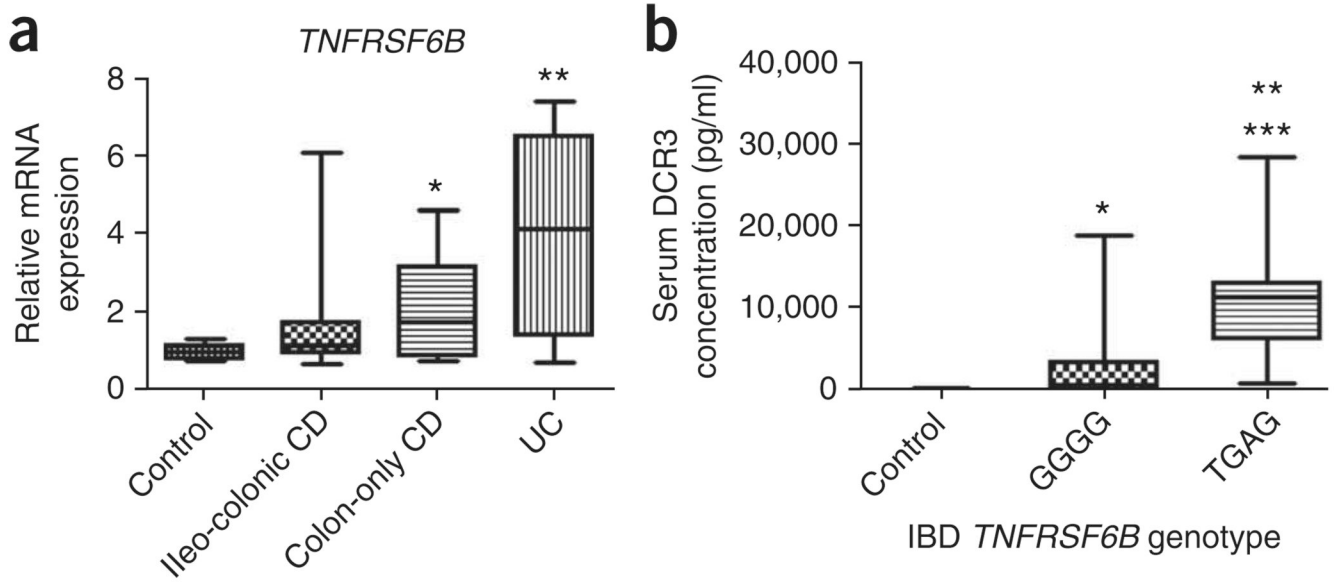 a
TNFRSF6B
Relative mRNA
expression
8
6
4
2
0
**
*
Control
Ileo-colonic CD
Colon-only CD
UC
b
Serum DCR3
concentration (pg/ml)
40,000
30,000
20,000
10,000
0
**
***
*
Control
GGGG
TGAG
IBD TNFRSF6B genotype